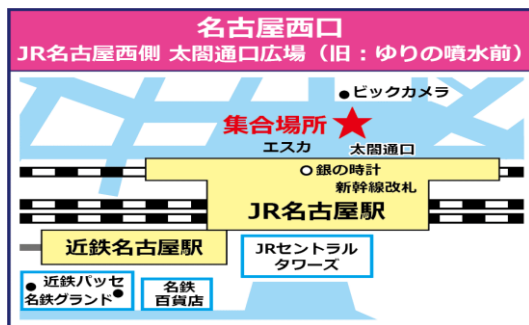 名古屋西口
JR名古屋西側 太閤通口広場（旧：ゆりの噴水前）
ビックカメラ
集合場所
エスカ
太閤通口
銀の時計
新幹線改札
JR名古屋駅
近鉄名古屋駅
JRセントラル
タワーズ
近鉄パッセ
名鉄グランド
名鉄
百貨店